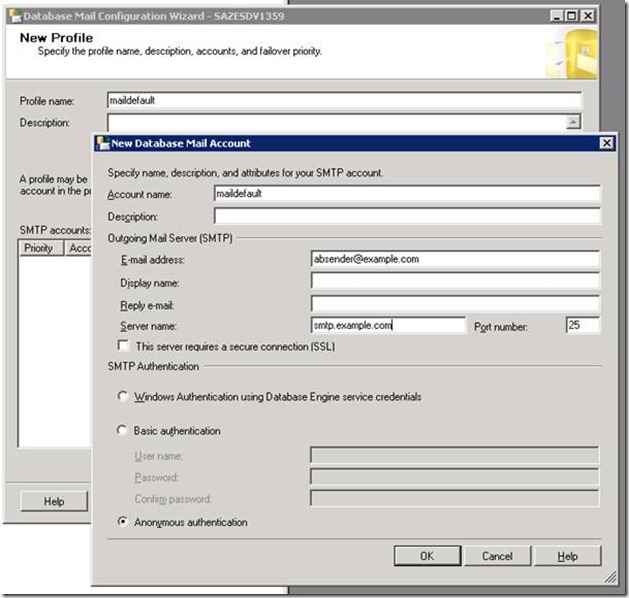 Database Mail Configuration Wizard - SAZESDV1359
New Profile
Specify the profile name, description, accounts, and failover priority.
Profile name: maildefault
Description:
A profile may be
account in the pr
SMTP accounts:
Priority Acco
Help
New Database Mail Account
Specify name, description, and attributes for your SMTP account.
Account name: maildefault
Description:
Outgoing Mail Server (SMTP)
E-mail address: absender@example.com
Display name:
Reply e-mail:
Server name: smtp.example.com Port number: 25
This server requires a secure connection (SSL)
SMTP Authentication
Windows Authentication using Database Engine service credentials
Basic authentication
User name:
Password:
Confirm password:
Anonymous authentication
OK Cancel Help